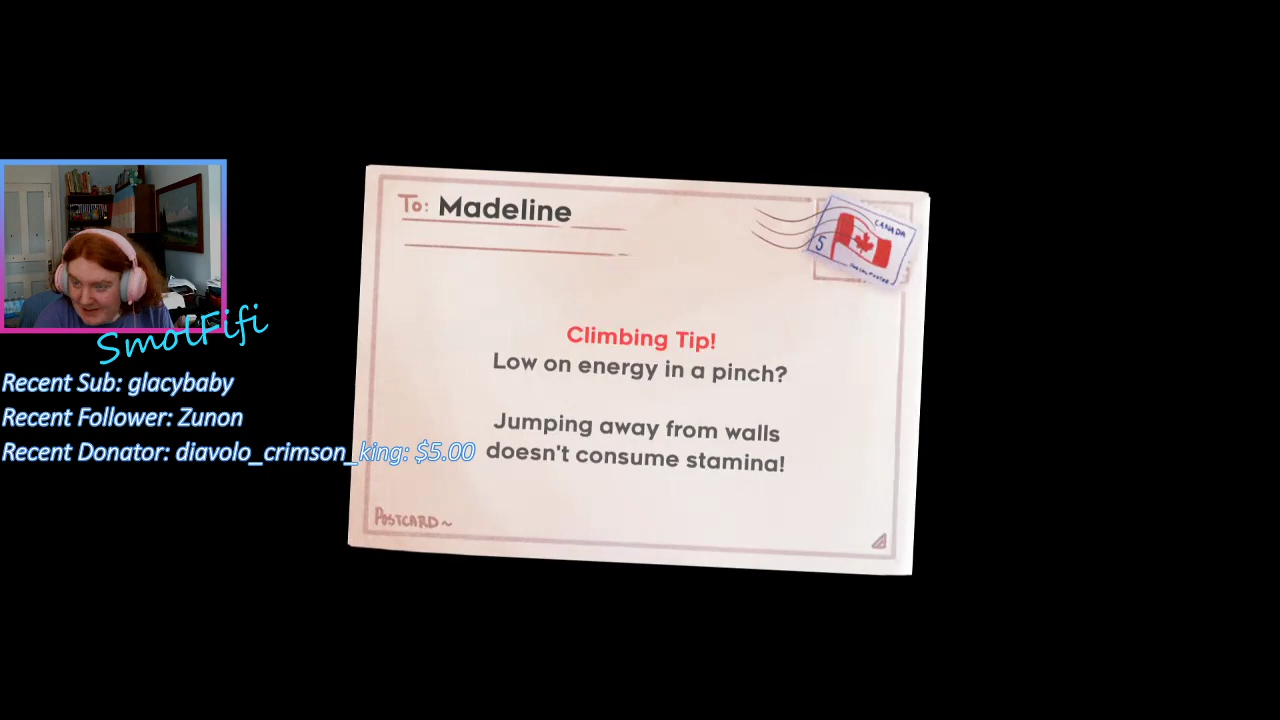 To: Madeline
CANADA
5
Climbing Tip!
Low on energy in a pinch?
Jumping away from walls
doesn't consume stamina!
POSTCARD~
SmolFifi
Recent Sub: glacybaby
Recent Follower: Zunon
Recent Donator: diavolo_crimson_king: $5.00